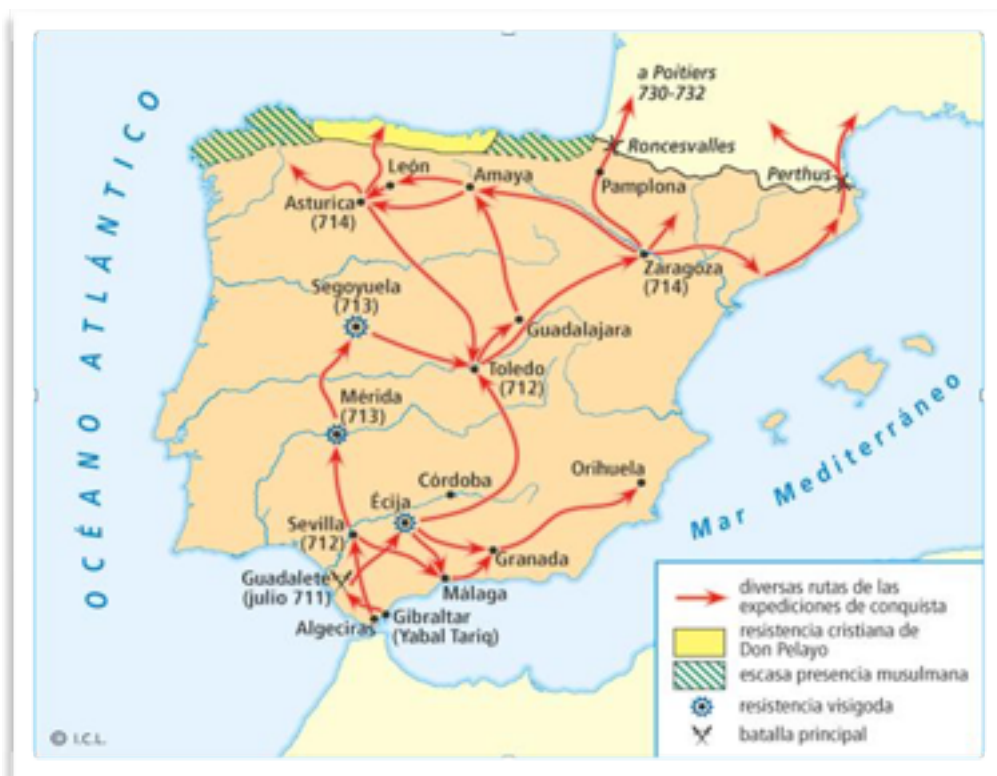 a Poitiers
730-732
Roncesvalles
Perthus
Pamplona
León
Amaya
Asturica
(714)
Zaragoza
(714)
Segoyuela
(713)
Guadalajara
Toledo
(712)
Mérida
(713)
Orihuela
Córdoba
Écija
Sevilla
(712)
Granada
Guadalete
(julio 711)
Málaga
Gibraltar
(Yabal Tariq)
Algeciras
OCÉANO ATLÁNTICO
Mar Mediterráneo
diversas rutas de las
expediciones de conquista
resistencia cristiana de
Don Pelayo
escasa presencia musulmana
resistencia visigoda
batalla principal
© I.C.L.